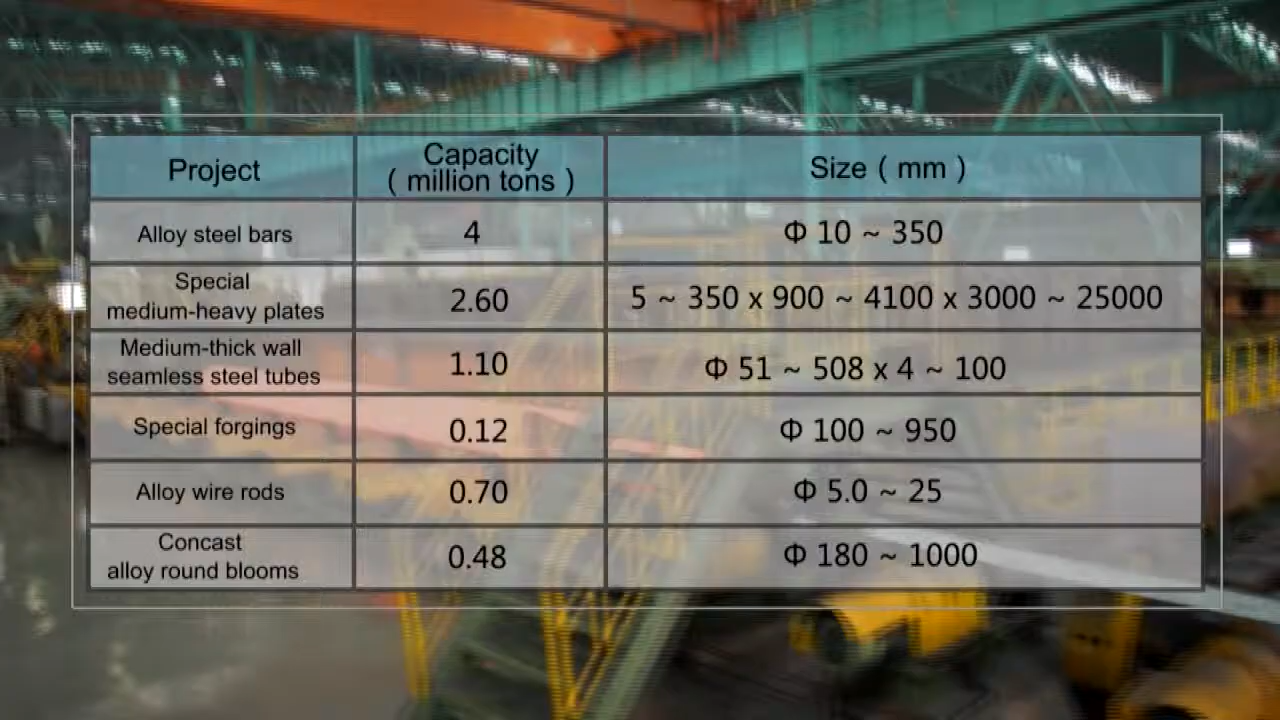 Project
Capacity
( million tons )
Size ( mm )
Alloy steel bars
4
Φ 10 ~ 350
Special
medium-heavy plates
2.60
5 ~ 350 x 900 ~ 4100 x 3000 ~ 25000
Medium-thick wall
seamless steel tubes
1.10
Φ 51 ~ 508 x 4 ~ 100
Special forgings
0.12
Φ 100 ~ 950
Alloy wire rods
0.70
Φ 5.0 ~ 25
Concast
alloy round blooms
0.48
Φ 180 ~ 1000